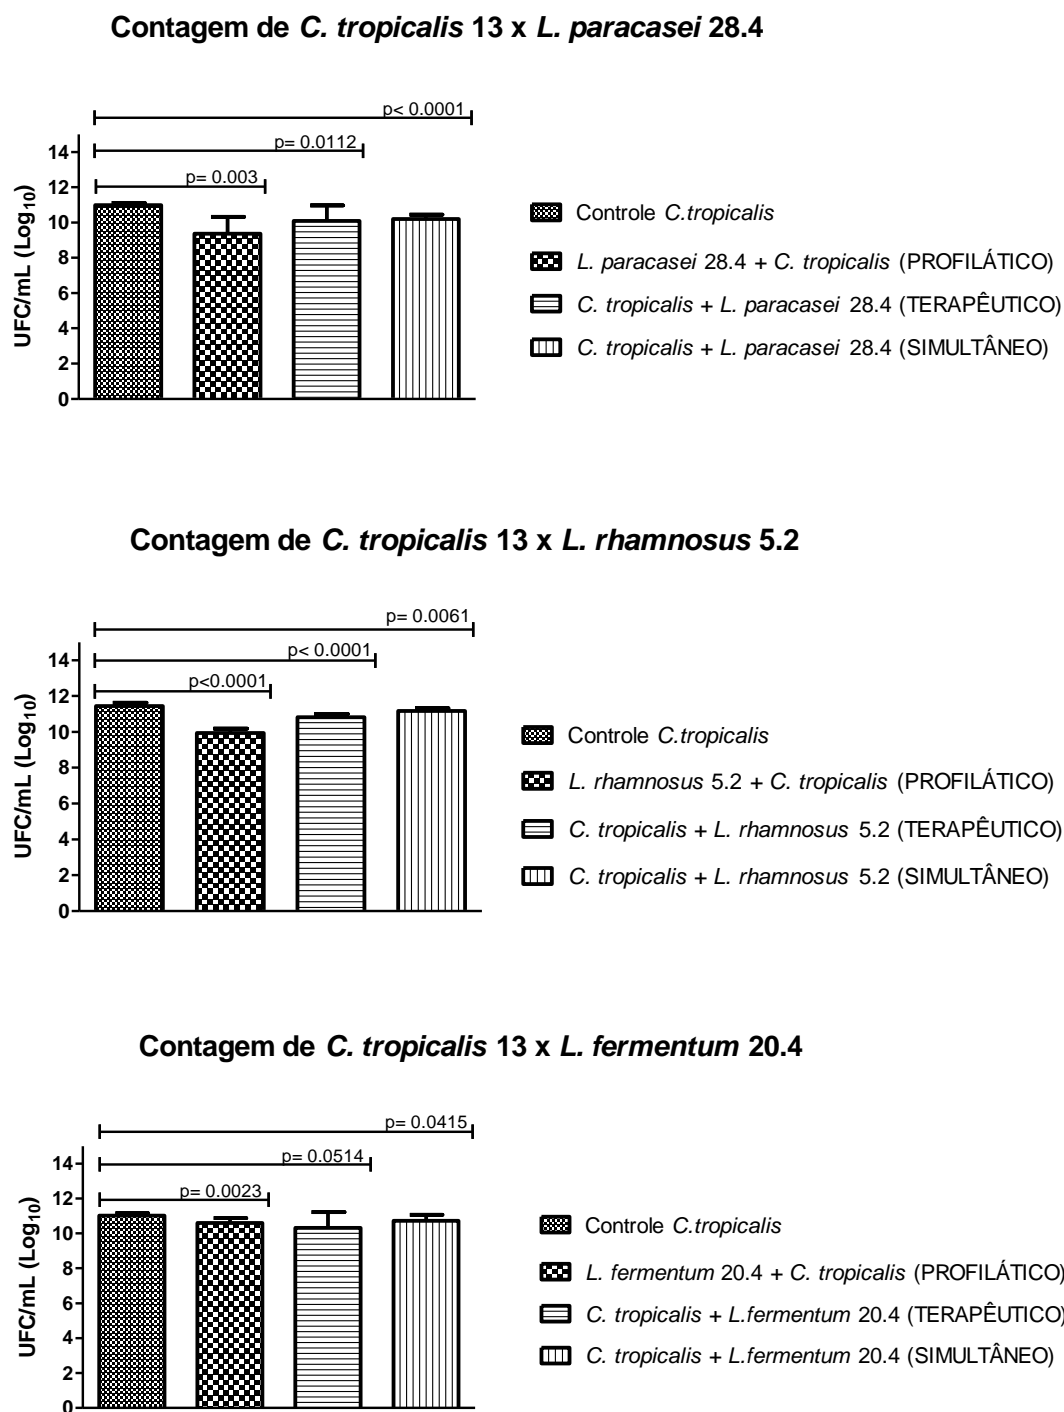 Contagem de C. tropicalis 13 x L. paracasei 28.4
p< 0.0001
p= 0.0112
p= 0.003
14
12
10
8
6
4
2
0
UFC/mL (Log10)
Controle C.tropicalis
L. paracasei 28.4 + C. tropicalis (PROFILÁTICO)
C. tropicalis + L. paracasei 28.4 (TERAPÊUTICO)
C. tropicalis + L. paracasei 28.4 (SIMULTÂNEO)
Contagem de C. tropicalis 13 x L. rhamnosus 5.2
p= 0.0061
p< 0.0001
p<0.0001
14
12
10
8
6
4
2
0
UFC/mL (Log10)
Controle C.tropicalis
L. rhamnosus 5.2 + C. tropicalis (PROFILÁTICO)
C. tropicalis + L. rhamnosus 5.2 (TERAPÊUTICO)
C. tropicalis + L. rhamnosus 5.2 (SIMULTÂNEO)
Contagem de C. tropicalis 13 x L. fermentum 20.4
p= 0.0415
p= 0.0514
p= 0.0023
14
12
10
8
6
4
2
0
UFC/mL (Log10)
Controle C.tropicalis
L. fermentum 20.4 + C. tropicalis (PROFILÁTICO)
C. tropicalis + L.fermentum 20.4 (TERAPÊUTICO)
C. tropicalis + L.fermentum 20.4 (SIMULTÂNEO)